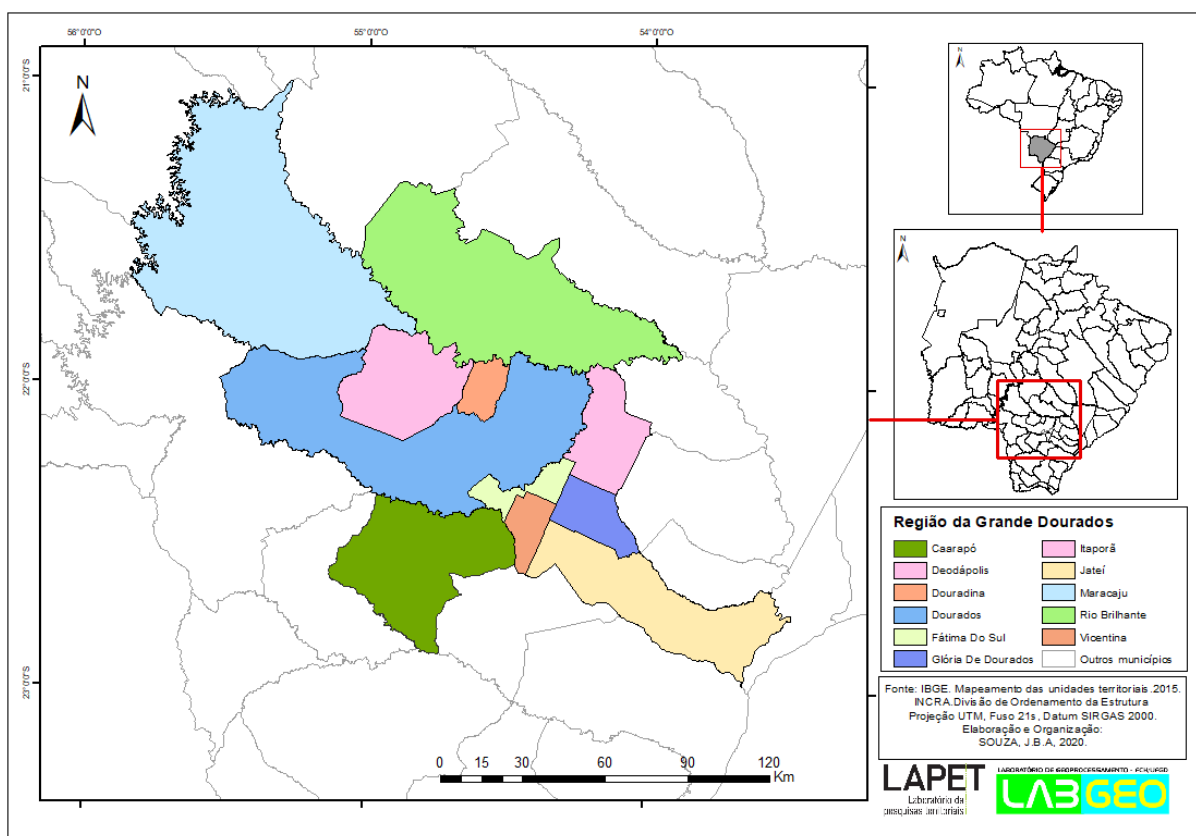 56°0'0"O
55°0'0"O
54°0'0"O
21°0'0"S
22°0'0"S
23°0'0"S
N
N
N
0 15 30 60 90 120
Km
Região da Grande Dourados
Caarapó
Deodápolis
Douradina
Dourados
Fátima Do Sul
Glória De Dourados
Itaporã
Jateí
Maracaju
Rio Brilhante
Vicentina
Outros municípios
Fonte: IBGE. Mapeamento das unidades territoriais .2015.
INCRA.Divisão de Ordenamento da Estrutura
Projeção UTM, Fuso 21s, Datum SIRGAS 2000.
Elaboração e Organização:
SOUZA, J.B.A, 2020.
LAPET
Laboratório de
pesquisas territoriais
LABORATÓRIO DE GEOPROCESSAMENTO - FCH/UFGD
LABGEO